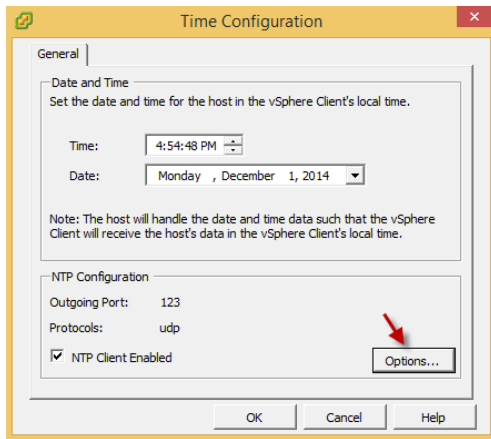 Time Configuration
General
Date and Time
Set the date and time for the host in the vSphere Client's local time.
Time: 4:54:48 PM
Date: Monday , December 1, 2014
Note: The host will handle the date and time data such that the vSphere
Client will receive the host's data in the vSphere Client's local time.
NTP Configuration
Outgoing Port: 123
Protocols: udp
NTP Client Enabled
Options...
OK Cancel Help